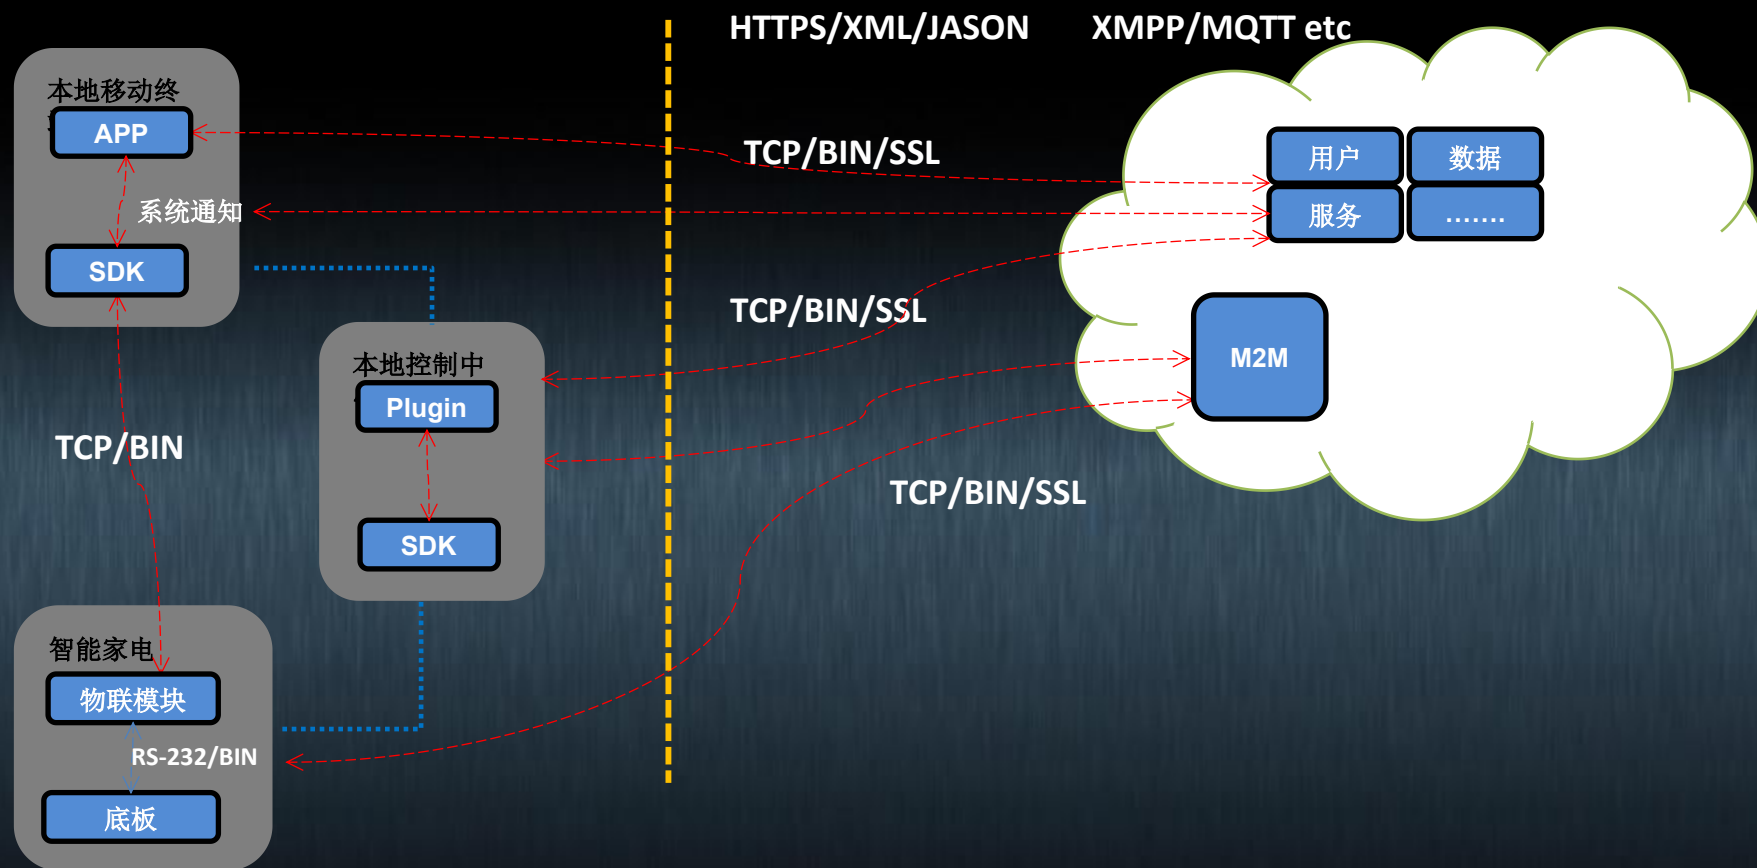 HTTPS/XML/JASON
XMPP/MQTT etc
本地移动终
APP
系统通知
SDK
TCP/BIN/SSL
用户
数据
服务
.......
TCP/BIN/SSL
M2M
本地控制中
Plugin
SDK
TCP/BIN
TCP/BIN/SSL
智能家电
物联模块
RS-232/BIN
底板